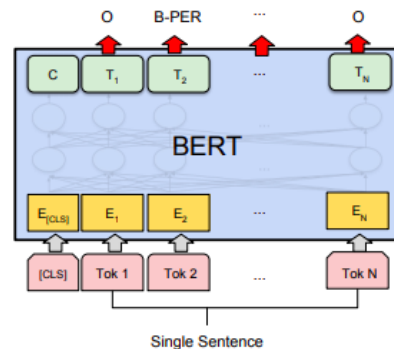 O B-PER ... O
C T1 T2 ... TN
...
BERT
...
E[CLS] E1 E2 ... EN
[CLS] Tok 1 Tok 2 ... Tok N
Single Sentence